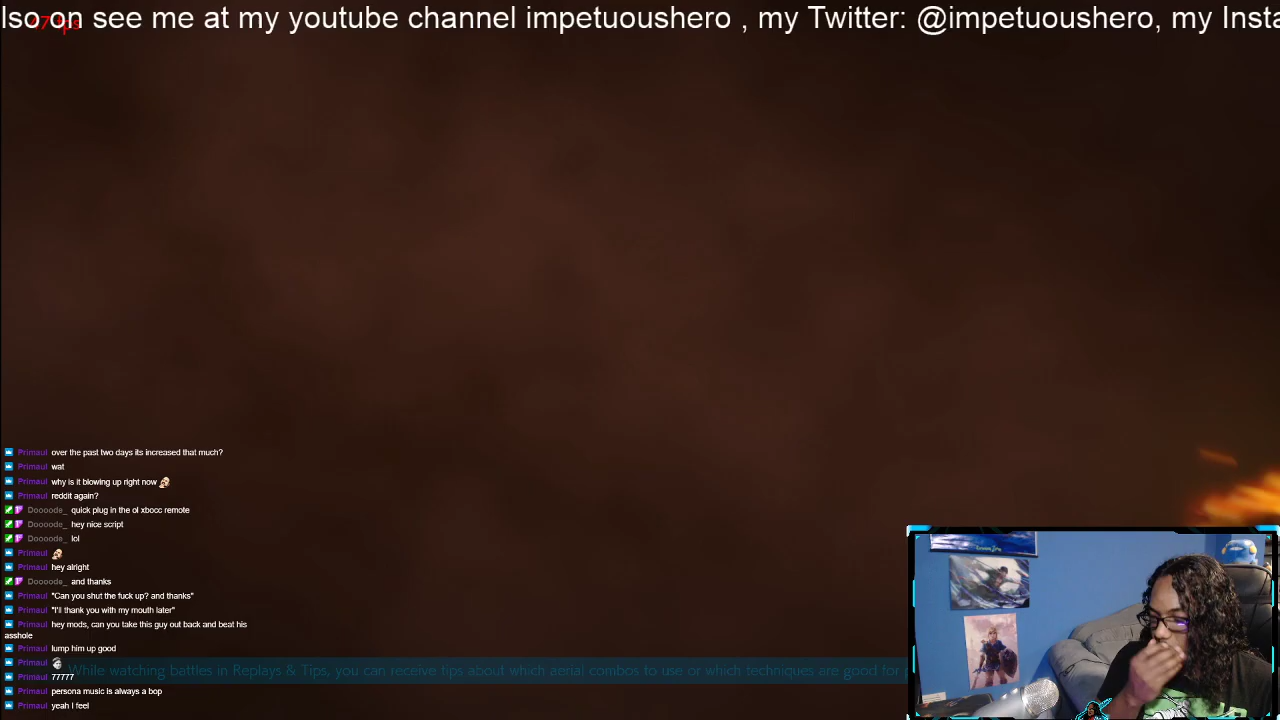 lso on see me at my youtube channel impetuoushero , my Twitter: @impetuoushero, my Insta
47 fps
Primaul over the past two days its increased that much?
Primaul wat
Primaul why is it blowing up right now
Primaul reddit again?
Doooode_ quick plug in the ol xbocc remote
Doooode_ hey nice script
Doooode_ lol
Primaul
Primaul hey alright
Doooode_ and thanks
Primaul "Can you shut the fuck up? and thanks"
Primaul "I'll thank you with my mouth later"
Primaul hey mods, can you take this guy out back and beat his
asshole
Primaul lump him up good
Primaul
While watching battles in Replays & Tips, you can receive tips about which aerial combos to use or which techniques are good for p
Primaul 77777
Primaul persona music is always a bop
Primaul yeah I feel